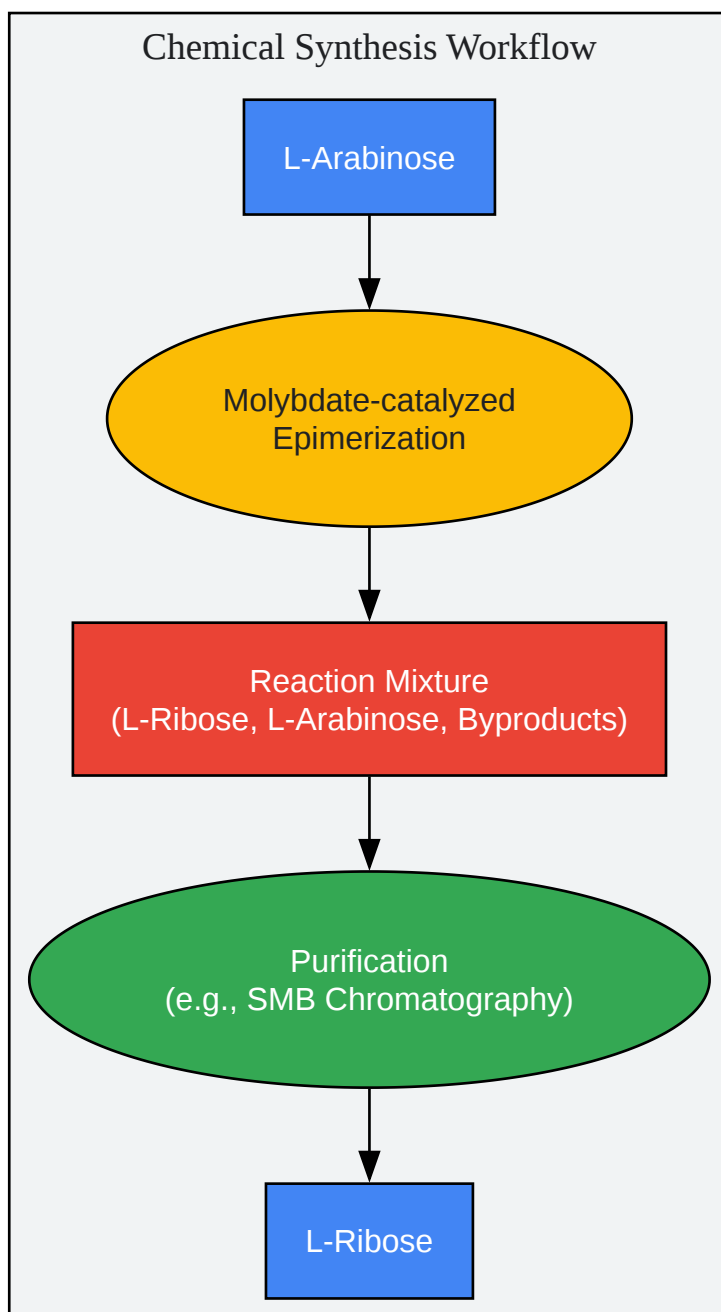 Chemical Synthesis Workflow
L-Arabinose
Molybdate-catalyzed
Epimerization
Reaction Mixture
(L-Ribose, L-Arabinose, Byproducts)
Purification
(e.g., SMB Chromatography)
L-Ribose